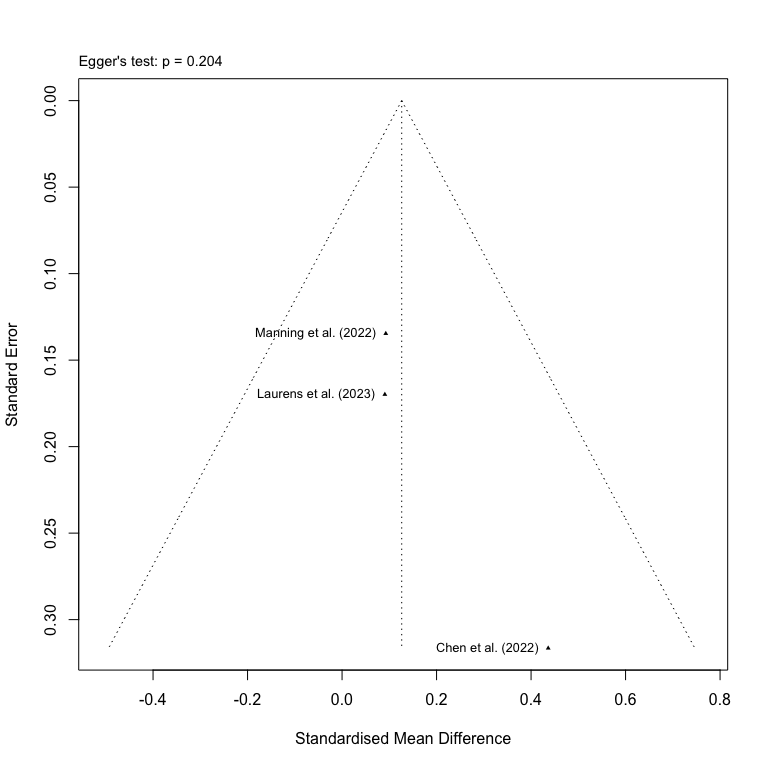 Egger's test: p = 0.204
0.00
0.05
0.10
0.15
0.20
0.25
0.30
Standard Error
Manning et al. (2022)
Laurens et al. (2023)
Chen et al. (2022)
-0.4 -0.2 0.0 0.2 0.4 0.6 0.8
Standardised Mean Difference